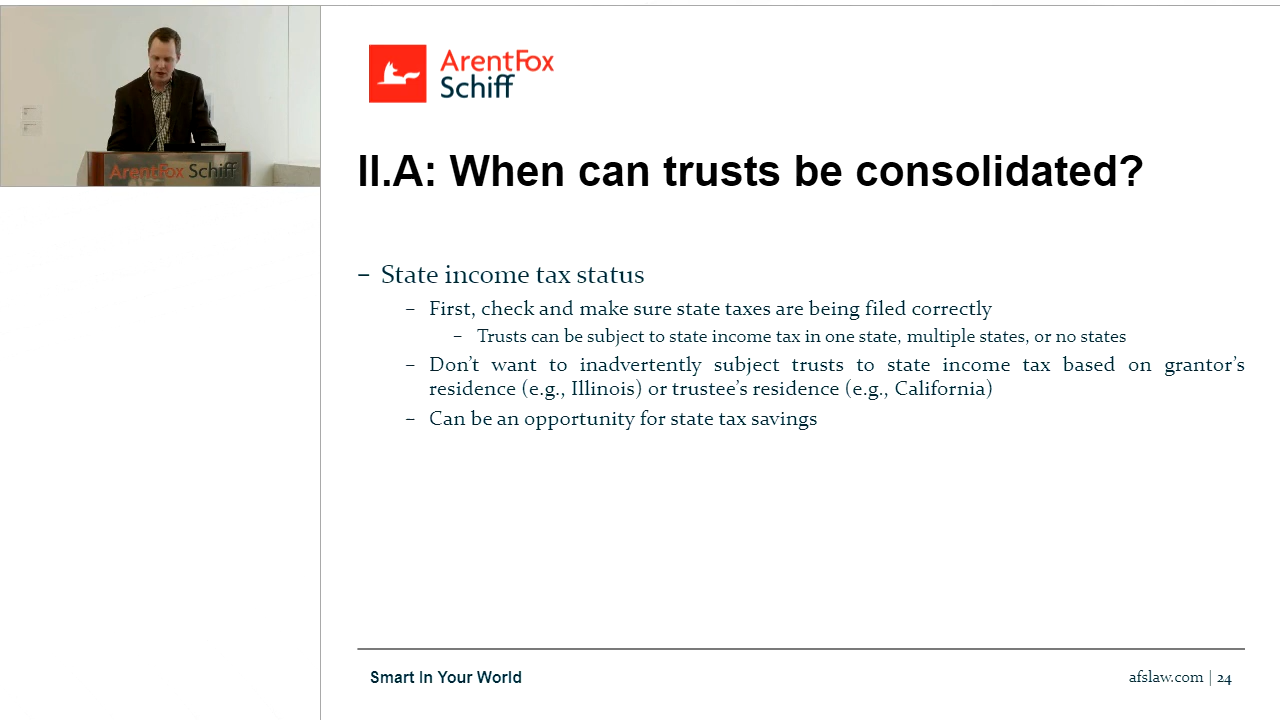 ArentFox Schiff
ArentFox
Schiff
II.A: When can trusts be consolidated?
– State income tax status
– First, check and make sure state taxes are being filed correctly
– Trusts can be subject to state income tax in one state, multiple states, or no states
– Don't want to inadvertently subject trusts to state income tax based on grantor's
residence (e.g., Illinois) or trustee's residence (e.g., California)
– Can be an opportunity for state tax savings
Smart In Your World
afslaw.com | 24